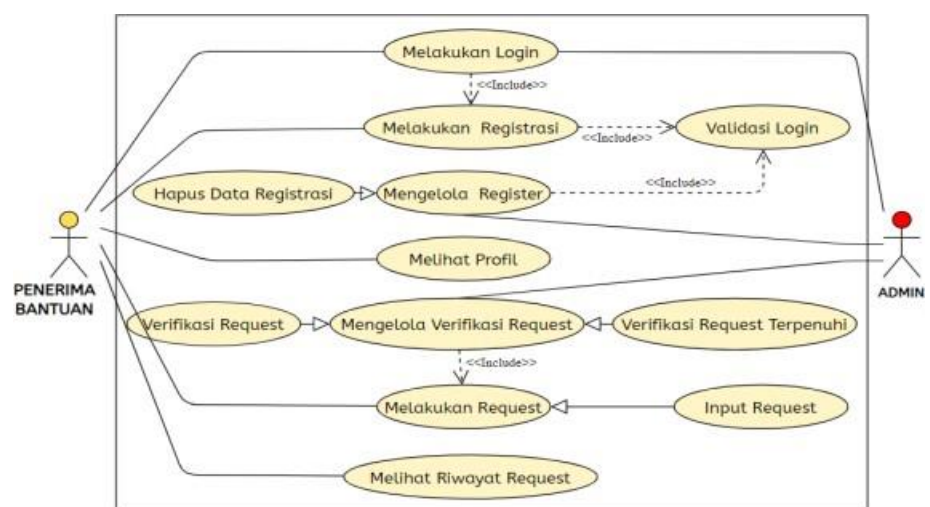 Melakukan Login
<<Include>>
Melakukan Registrasi
<<Include>>
Validasi Login
Hapus Data Registrasi
Mengelola Register
<<Include>>
Melihat Profil
PENERIMA
BANTUAN
ADMIN
Verifikasi Request
Mengelola Verifikasi Request
Verifikasi Request Terpenuhi
<<Include>>
Melakukan Request
Input Request
Melihat Riwayat Request